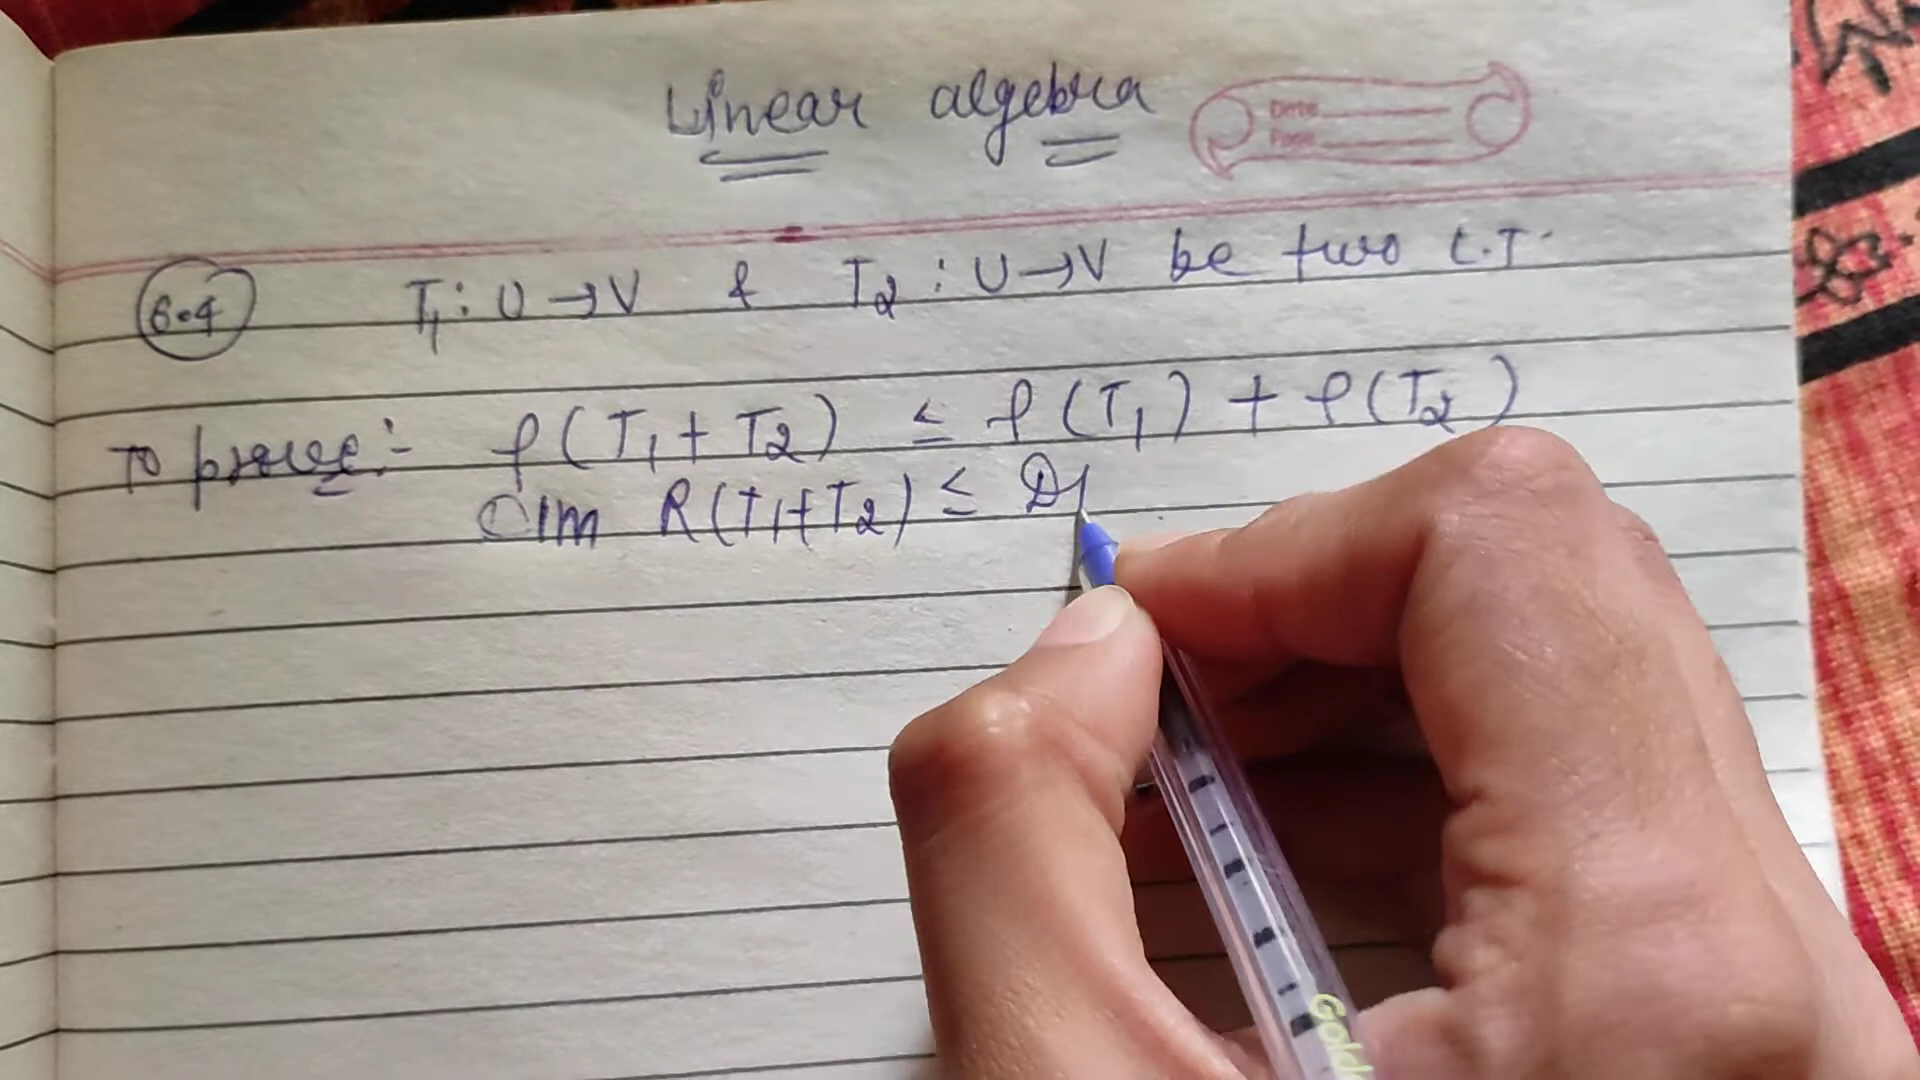 Linear algebra
Date
Page
6.4 T1 : U → V & T2 : U → V be two L.T.
To prove :- ρ(T1 + T2) ≤ ρ(T1) + ρ(T2)
Dim R(T1+T2) ≤ Di
Gold